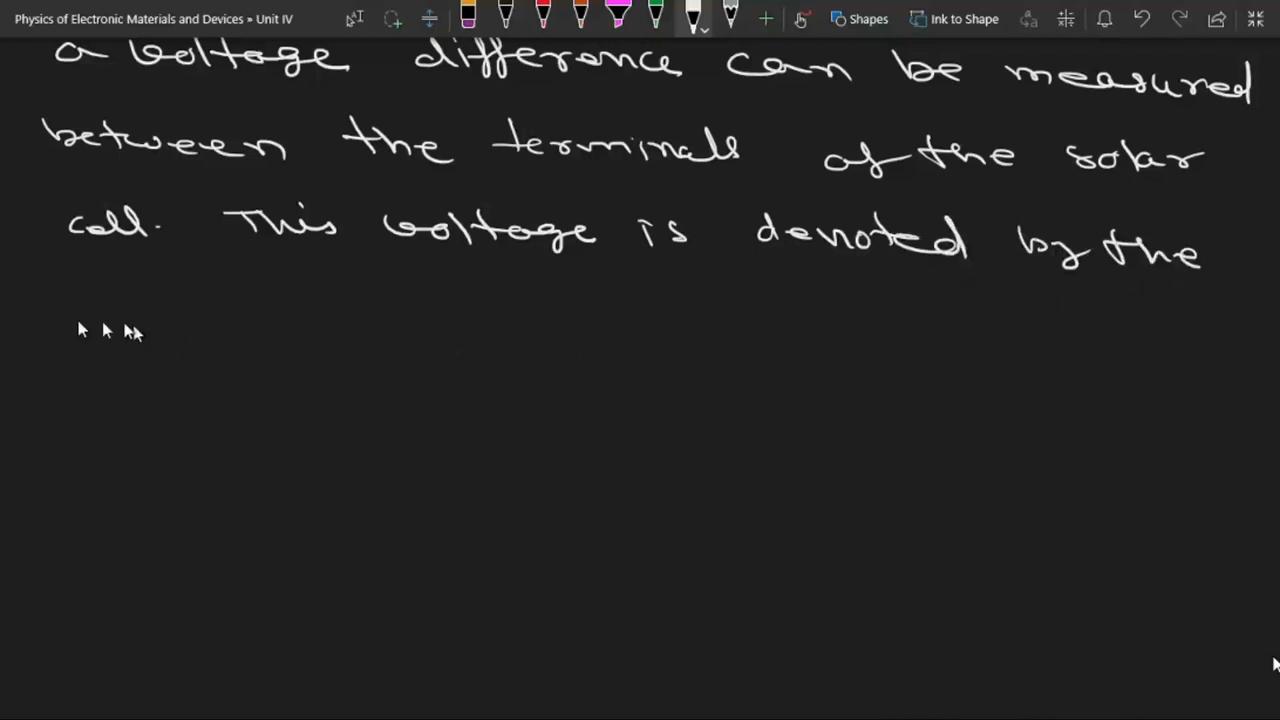 Physics of Electronic Materials and Devices » Unit IV
Shapes
Ink to Shape
a voltage difference can be measured
between the terminals of the solar
cell. This voltage is denoted by the